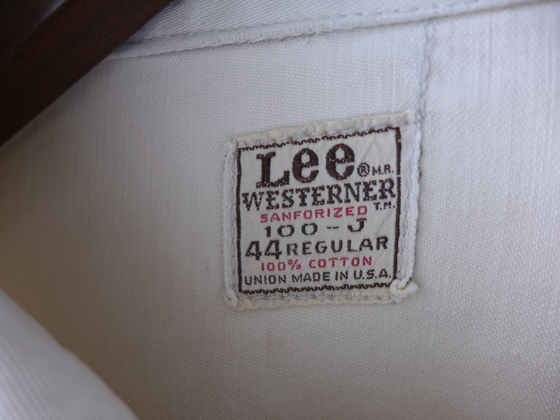 Lee ® M.R.
WESTERNER
SANFORIZED T.M.
100-J
44 REGULAR
100% COTTON
UNION MADE IN U.S.A.